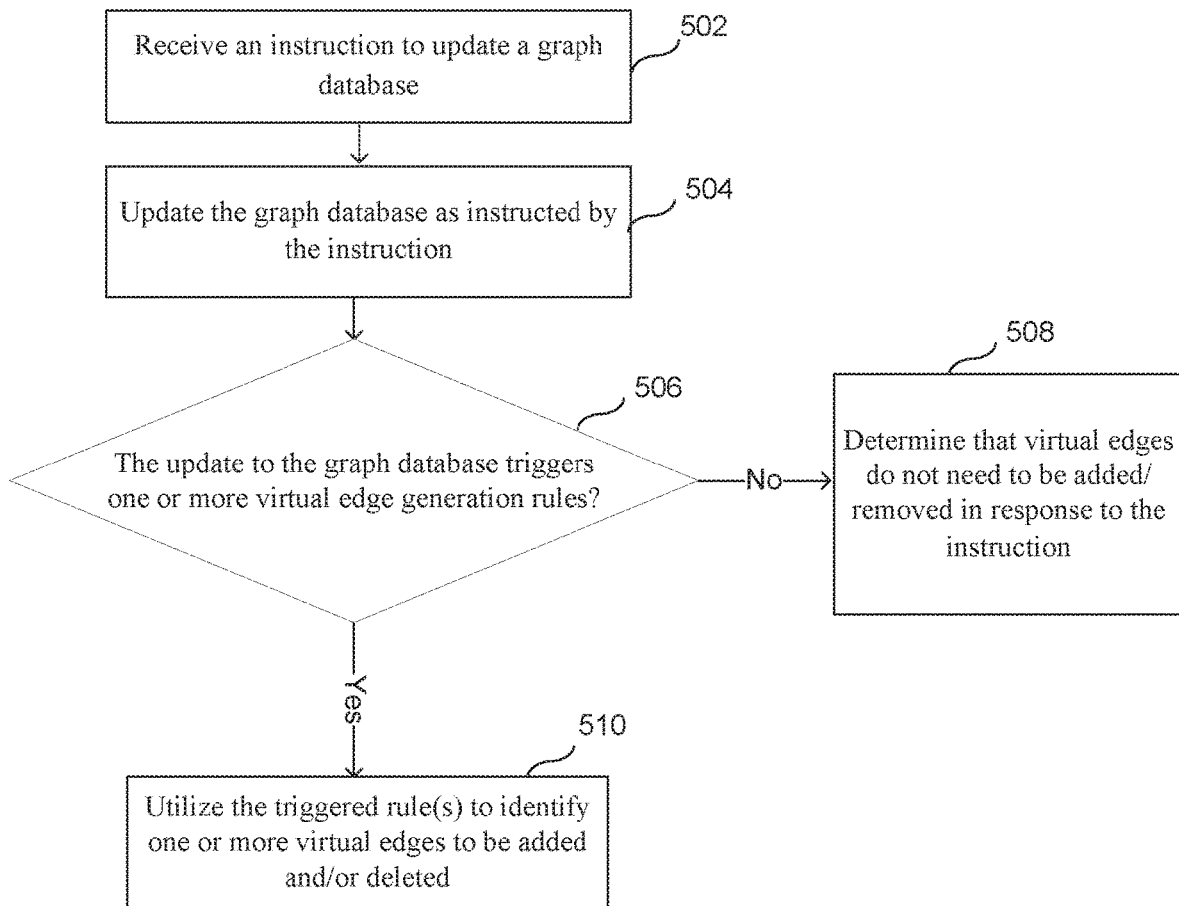 502
Receive an instruction to update a graph
database
504
Update the graph database as instructed by
the instruction
506
The update to the graph database triggers
one or more virtual edge generation rules?
No
508
Determine that virtual edges
do not need to be added/
removed in response to the
instruction
Yes
510
Utilize the triggered rule(s) to identify
one or more virtual edges to be added
and/or deleted